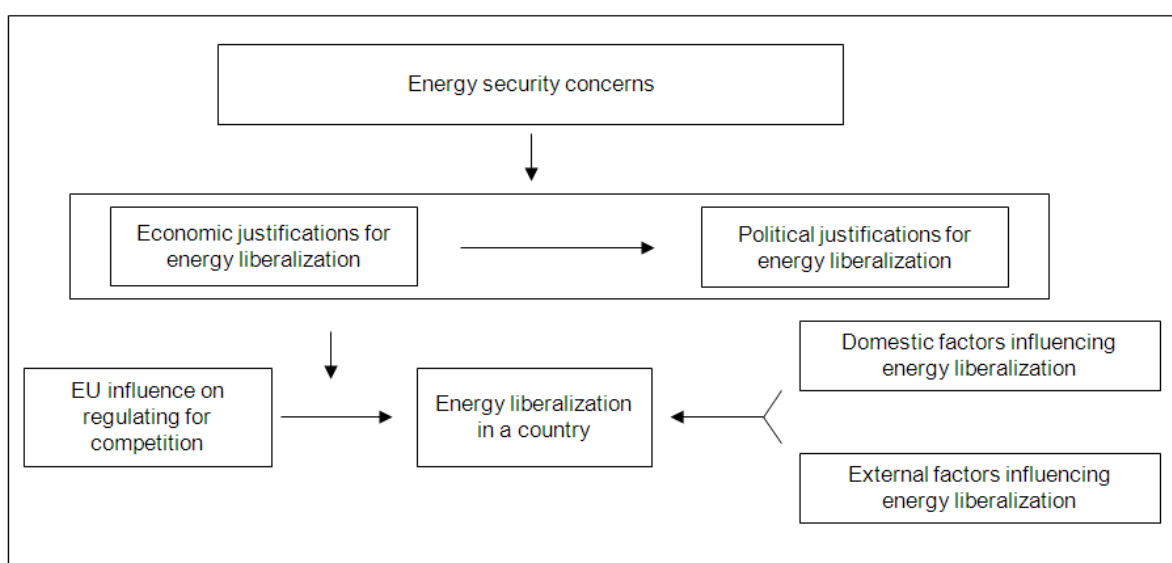 Energy security concerns
Economic justifications for
energy liberalization
Political justifications for
energy liberalization
Domestic factors influencing
energy liberalization
EU influence on
regulating for
competition
Energy liberalization
in a country
External factors influencing
energy liberalization